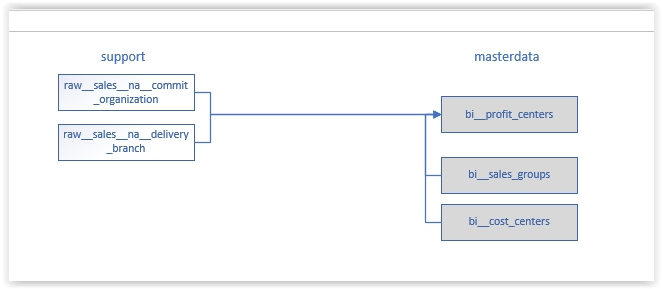 support
masterdata
raw__sales__na__commit
_organization
raw__sales__na__delivery
_branch
bi__profit_centers
bi__sales_groups
bi__cost_centers